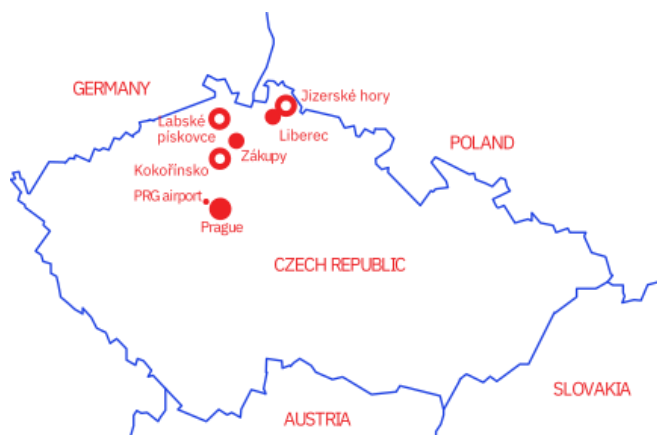 GERMANY
Jizerské hory
Labské
pískovce
Liberec
POLAND
Zákupy
Kokořínsko
PRG airport
Prague
CZECH REPUBLIC
SLOVAKIA
AUSTRIA